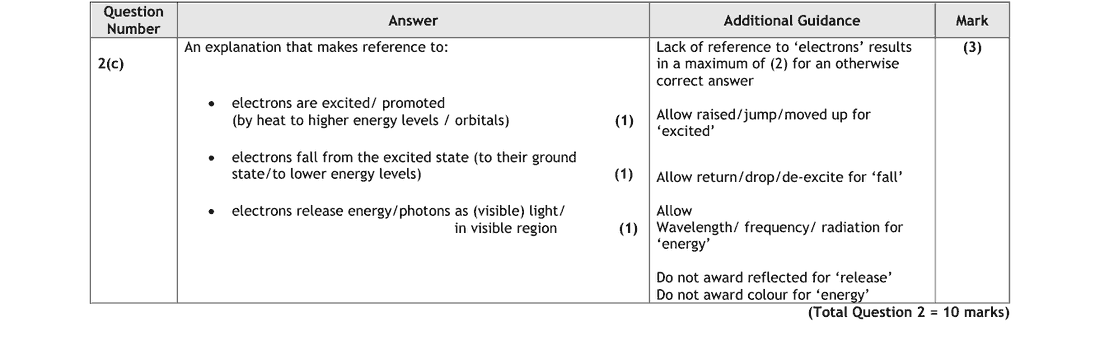 Question Number
Answer
Additional Guidance
Mark
2(c)
An explanation that makes reference to:
• electrons are excited/ promoted
(by heat to higher energy levels / orbitals) (1)
• electrons fall from the excited state (to their ground
state/to lower energy levels) (1)
• electrons release energy/photons as (visible) light/
in visible region (1)
Lack of reference to ‘electrons’ results
in a maximum of (2) for an otherwise
correct answer
Allow raised/jump/moved up for
‘excited’
Allow return/drop/de-excite for ‘fall’
Allow
Wavelength/ frequency/ radiation for
‘energy’
Do not award reflected for ‘release’
Do not award colour for ‘energy’
(3)
(Total Question 2 = 10 marks)